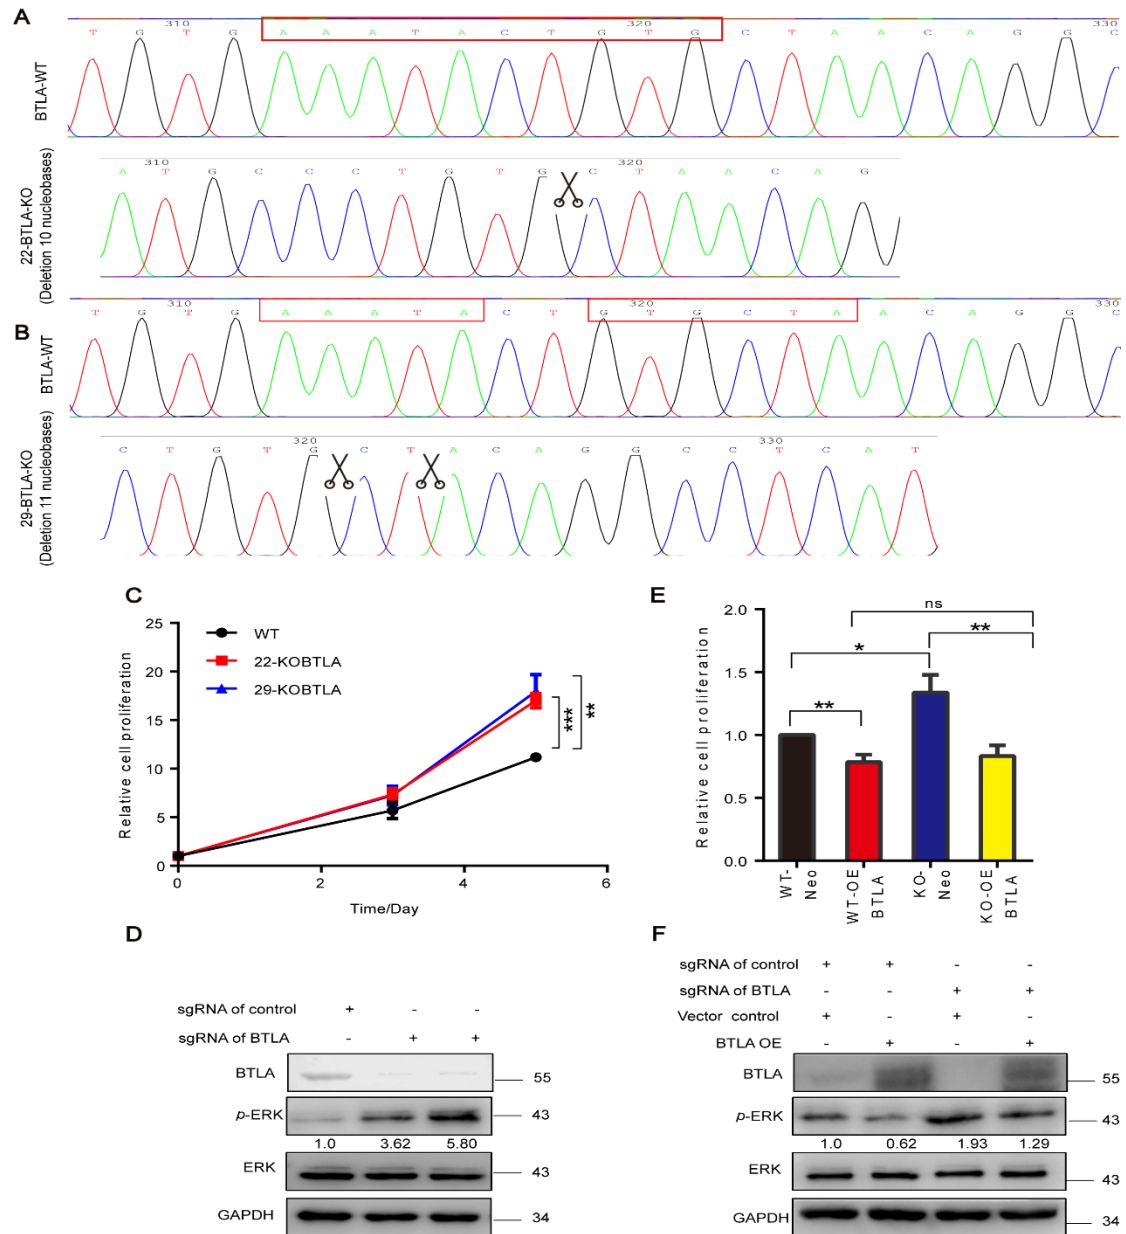 A
310 320 330
T G T G A A A T A C T G T G C T A A C A G G C
BTLA-WT
310 320
A T G C C C T G T G C T A A C A G
22-BTLA-KO
(Deletion 10 nucleobases)
B
310 320 330
T G T G A A A T A C T G T G C T A A C A G G C
BTLA-WT
320 330
C T G T G C T A C A G G C C T C A T
29-BTLA-KO
(Deletion 11 nucleobases)
C
Relative cell proliferation
25
20
15
10
5
0
WT
22-KOBTLA
29-KOBTLA
***
**
0 2 4 6
Time/Day
E
Relative cell proliferation
2.0
1.5
1.0
0.5
0.0
ns
* **
**
WT-Neo
WT-OE BTLA
KO-Neo
KO-OE BTLA
D
sgRNA of control + - -
sgRNA of BTLA - + +
BTLA 55
p-ERK 43
1.0 3.62 5.80
ERK 43
GAPDH 34
F
sgRNA of control + + - -
sgRNA of BTLA - - + +
Vector control + - + -
BTLA OE - + - +
BTLA 55
p-ERK 43
1.0 0.62 1.93 1.29
ERK 43
GAPDH 34